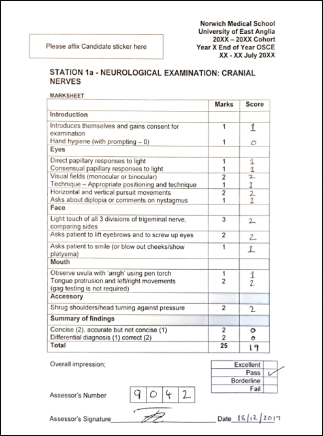 Norwich Medical School
University of East Anglia
20XX – 20XX Cohort
Year X End of Year OSCE
XX - XX July 20XX
Please affix Candidate sticker here
STATION 1a - NEUROLOGICAL EXAMINATION: CRANIAL
NERVES
MARKSHEET
Marks Score
Introduction
Introduces themselves and gains consent for
examination 1 1
Hand hygiene (with prompting – 0) 1 0
Eyes
Direct papillary responses to light 1 1
Consensual papillary responses to light 1 1
Visual fields (monocular or binocular) 2 2
Technique – Appropriate positioning and technique 1 1
Horizontal and vertical pursuit movements 2 2
Asks about diplopia or comments on nystagmus 1 1
Face
Light touch of all 3 divisions of trigeminal nerve,
comparing sides 3 2
Asks patient to lift eyebrows and to screw up eyes 2 2
Asks patient to smile (or blow out cheeks/show
platysma) 1 1
Mouth
Observe uvula with 'arrgh' using pen torch 1 1
Tongue protrusion and left/right movements 2 2
(gag testing is not required)
Accessory
Shrug shoulders/head turning against pressure 2 2
Summary of findings
Concise (2), accurate but not concise (1) 2 0
Differential diagnosis (1) correct (2) 2 0
Total 25 19
Overall impression;
Excellent
Pass ✓
Borderline
Fail
Assessor's Number 9 0 4 2
Assessor's Signature Date 15/12/2017